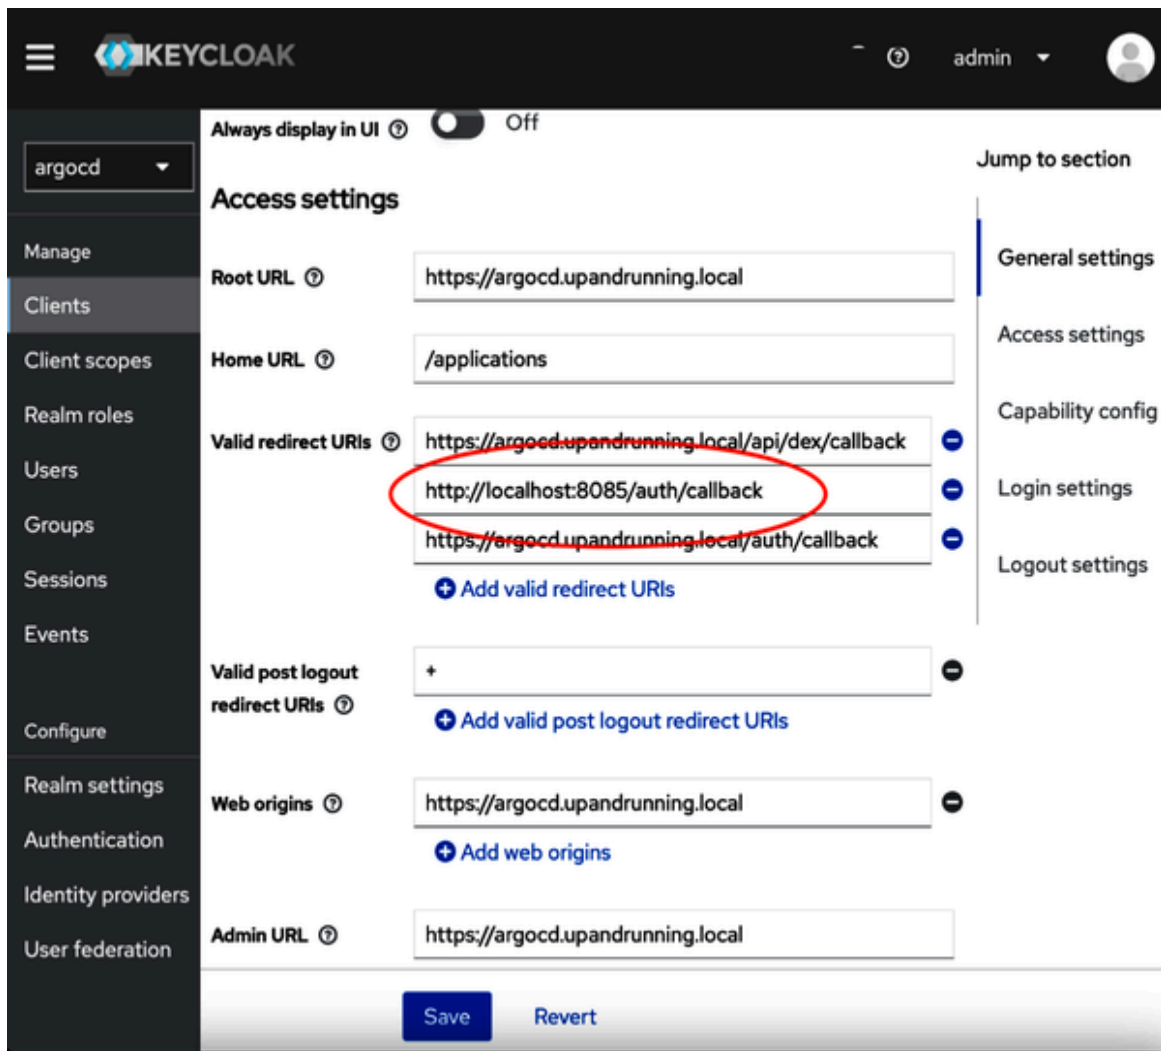 KEYCLOAK
admin
argocd
Manage
Clients
Client scopes
Realm roles
Users
Groups
Sessions
Events
Configure
Realm settings
Authentication
Identity providers
User federation
Always display in UI
Off
Access settings
Root URL
https://argocd.upandrunning.local
Home URL
/applications
Valid redirect URIs
https://argocd.upandrunning.local/api/dex/callback
http://localhost:8085/auth/callback
https://argocd.upandrunning.local/auth/callback
Add valid redirect URIs
Valid post logout
redirect URIs
+
Add valid post logout redirect URIs
Web origins
https://argocd.upandrunning.local
Add web origins
Admin URL
https://argocd.upandrunning.local
Save
Revert
Jump to section
General settings
Access settings
Capability config
Login settings
Logout settings